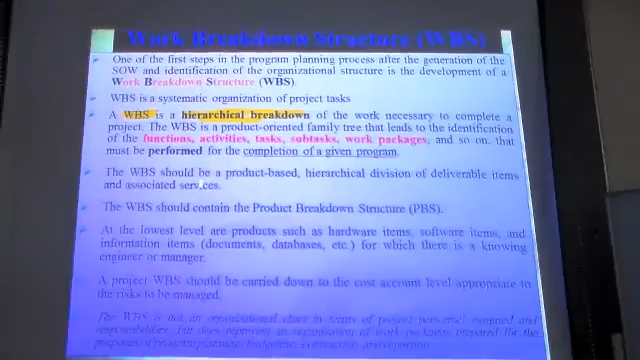 Work Breakdown Structure (WBS)
One of the first steps in the program planning process after the generation of the
SOW and identification of the organizational structure is the development of a
Work Breakdown Structure (WBS).
WBS is a systematic organization of project tasks
A WBS is a hierarchical breakdown of the work necessary to complete a
project. The WBS is a product-oriented family tree that leads to the identification
of the functions, activities, tasks, subtasks, work packages, and so on, that
must be performed for the completion of a given program.
The WBS should be a product-based, hierarchical division of deliverable items
and associated services.
The WBS should contain the Product Breakdown Structure (PBS).
At the lowest level are products such as hardware items, software items, and
information items (documents, databases, etc.) for which there is a knowing
engineer or manager.
A project WBS should be carried down to the cost account level appropriate to
the risks to be managed.
The WBS is not an organizational chart in terms of project personnel assigned and
responsibilities, but does represent an organization of work packages prepared for the
purposes of program planning, budgeting, contracting and reporting.